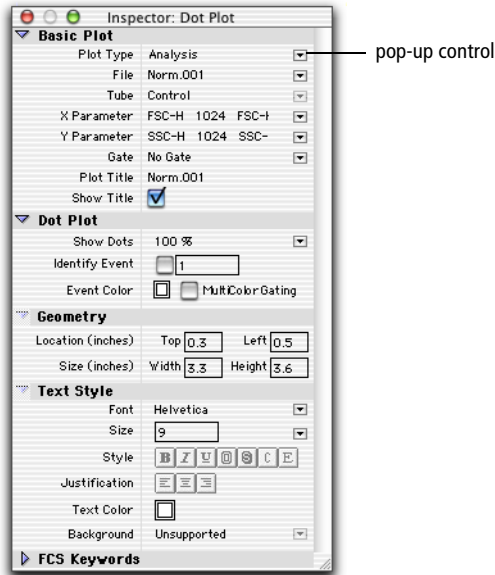 Inspector: Dot Plot
Basic Plot
Plot Type Analysis
pop-up control
File Norm.001
Tube Control
X Parameter FSC-H 1024 FSC-H
Y Parameter SSC-H 1024 SSC-
Gate No Gate
Plot Title Norm.001
Show Title
Dot Plot
Show Dots 100 %
Identify Event 1
Event Color MultiColor Gating
Geometry
Location (inches) Top 0.3 Left 0.5
Size (inches) Width 3.3 Height 3.6
Text Style
Font Helvetica
Size 9
Style B I U O S C E
Justification
Text Color
Background Unsupported
FCS Keywords